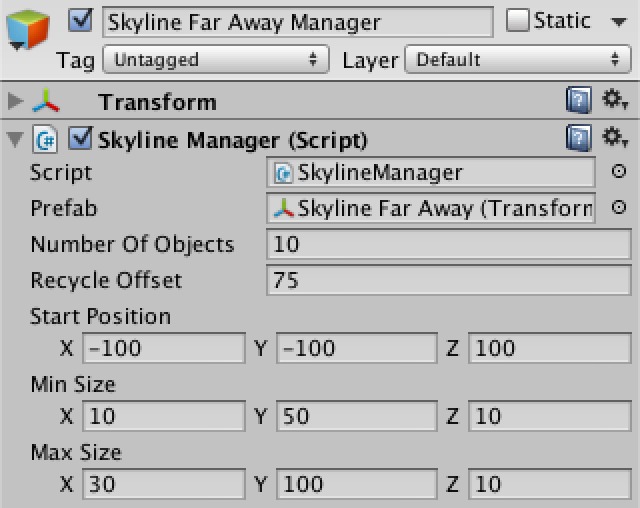 Skyline Far Away Manager Static
Tag Untagged Layer Default
Transform
C# Skyline Manager (Script)
Script C# SkylineManager
Prefab Skyline Far Away (Transform
Number Of Objects 10
Recycle Offset 75
Start Position
X -100 Y -100 Z 100
Min Size
X 10 Y 50 Z 10
Max Size
X 30 Y 100 Z 10